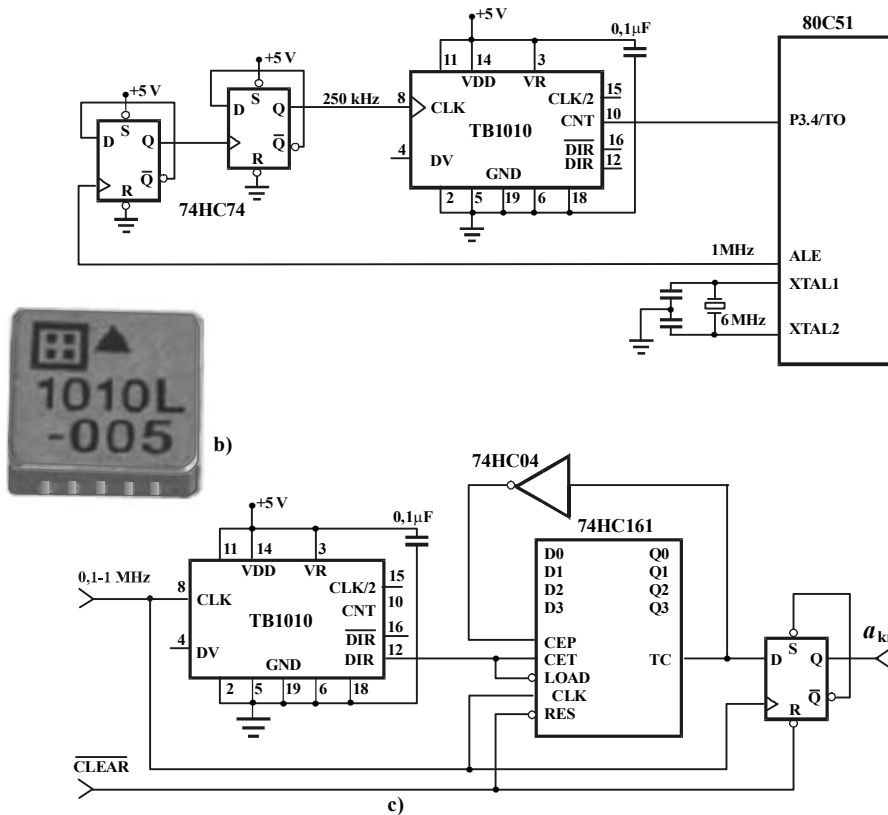 +5 V
0,1μF
80C51
11 14 3
VDD VR
+5 V
+5 V
S
D Q
250 kHz
8 CLK
TB1010
CLK/2 15
CNT 10
P3.4/TO
S
D Q
Q
R
4 DV
DIR 16
DIR 12
GND
Q
R
74HC74
2 5 19 6 18
1MHz
ALE
XTAL1
6 MHz
XTAL2
1010L
-005
b)
74HC04
+5 V
0,1μF
74HC161
11 14 3
VDD VR
D0 Q0
D1 Q1
D2 Q2
D3 Q3
0,1-1 MHz
8 CLK
TB1010
CLK/2 15
CNT 10
DIR 16
DIR 12
4 DV
GND
CEP
CET TC
LOAD
CLK
RES
S
D Q
Q
R
2 5 19 6 18
CLEAR
c)